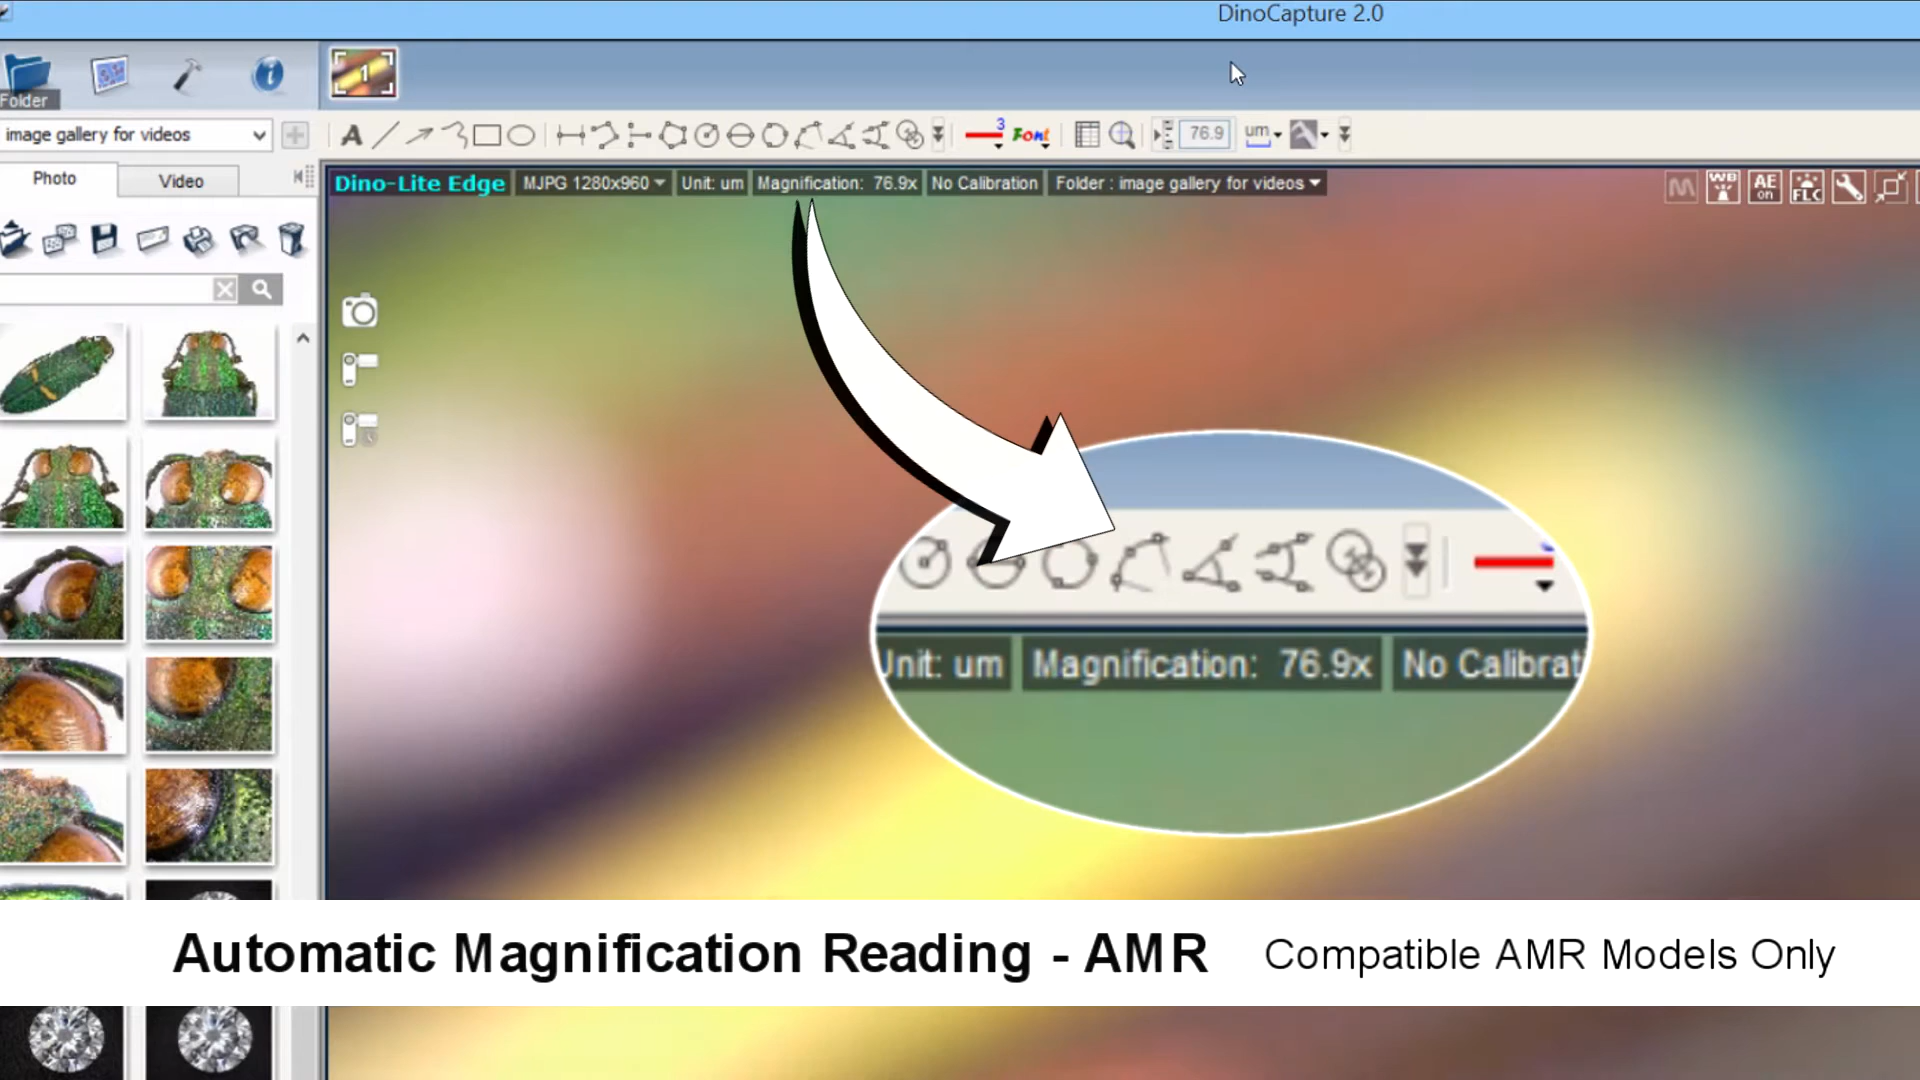 DinoCapture 2.0
Folder
1
image gallery for videos
A
3
Font
76.9
um
Photo
Video
Dino-Lite Edge
MJPG 1280x960
Unit: um
Magnification: 76.9x
No Calibration
Folder : image gallery for videos
M
WB
AE on
FLC
Unit: um
Magnification: 76.9x
No Calibrat
Automatic Magnification Reading - AMR
Compatible AMR Models Only